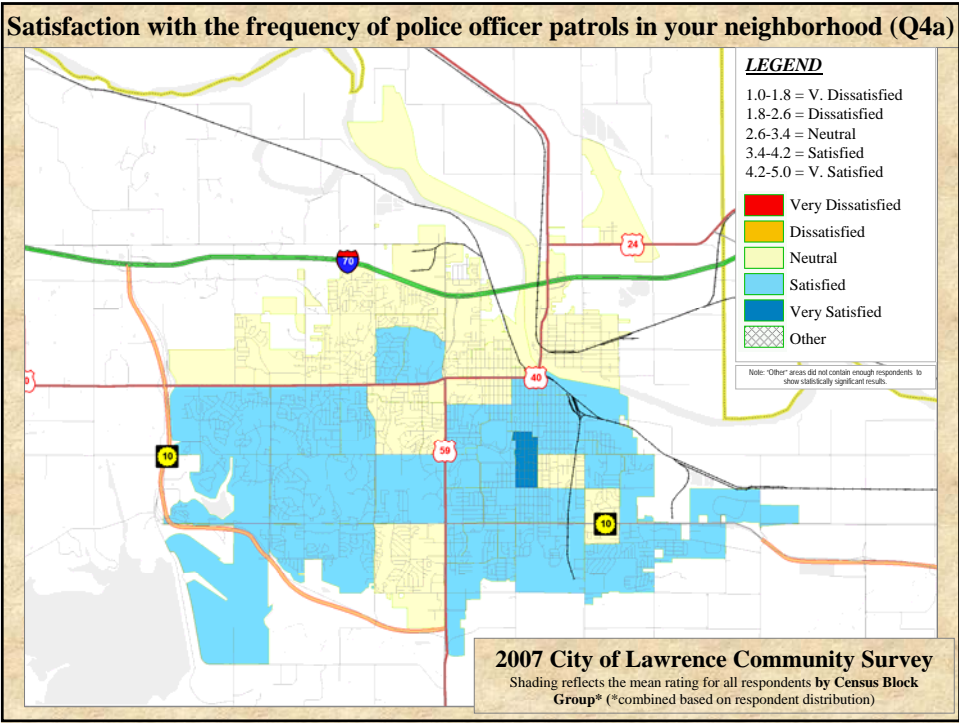 Satisfaction with the frequency of police officer patrols in your neighborhood (Q4a)
LEGEND
1.0-1.8 = V. Dissatisfied
1.8-2.6 = Dissatisfied
2.6-3.4 = Neutral
3.4-4.2 = Satisfied
4.2-5.0 = V. Satisfied
Very Dissatisfied
Dissatisfied
Neutral
Satisfied
Very Satisfied
Other
Note: "Other" areas did not contain enough respondents to
show statistically significant results.
24
70
40
0
59
10
10
2007 City of Lawrence Community Survey
Shading reflects the mean rating for all respondents by Census Block
Group* (*combined based on respondent distribution)